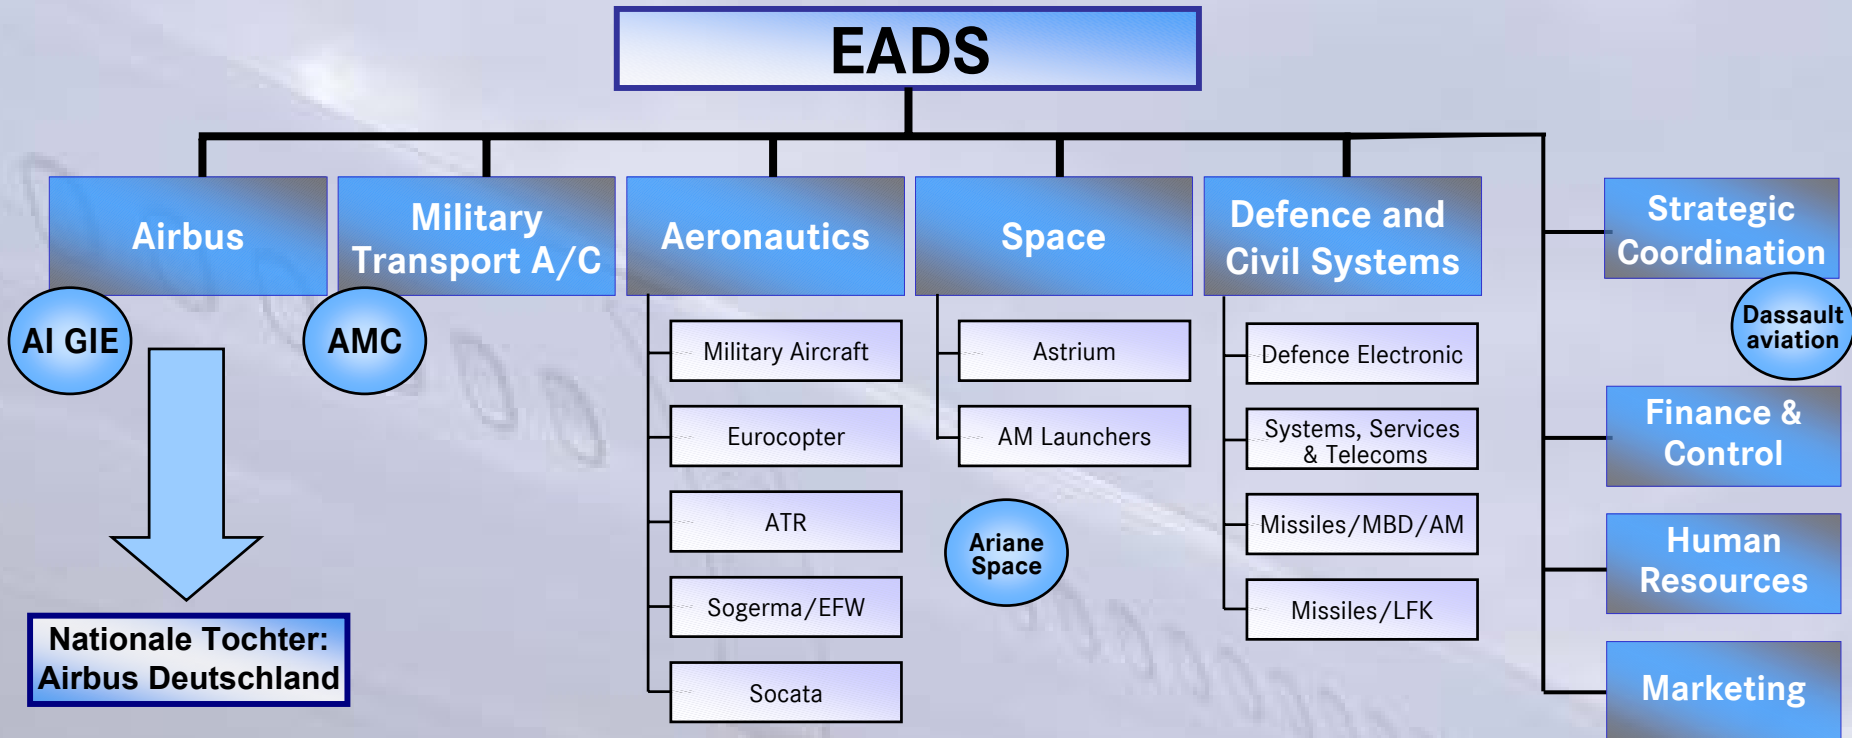 EADS
Airbus
Military
Transport A/C
Aeronautics
Space
Defence and
Civil Systems
Strategic
Coordination
AI GIE
AMC
Dassault
aviation
Military Aircraft
Eurocopter
ATR
Sogerma/EFW
Socata
Astrium
AM Launchers
Ariane
Space
Defence Electronic
Systems, Services
& Telecoms
Missiles/MBD/AM
Missiles/LFK
Finance &
Control
Human
Resources
Marketing
Nationale Tochter:
Airbus Deutschland